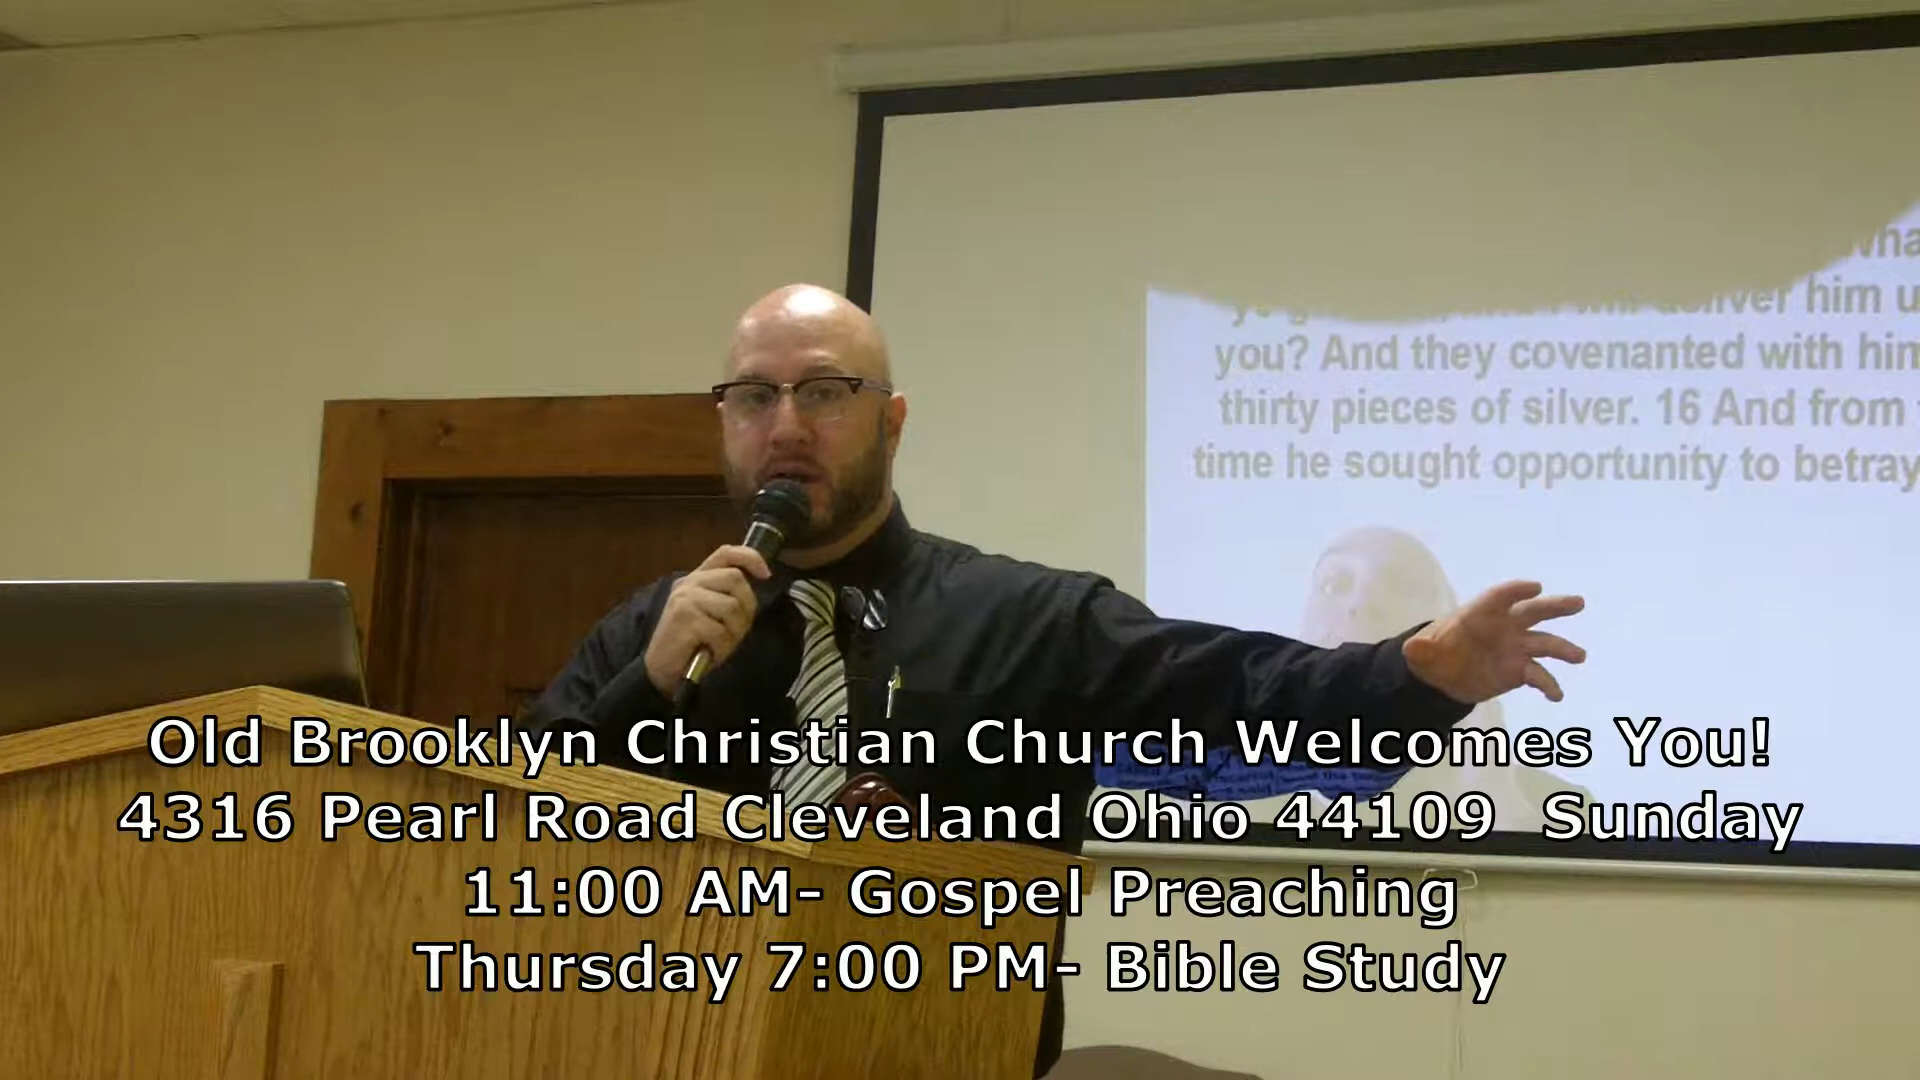 him u
you? And they covenanted with him
thirty pieces of silver. 16 And from
time he sought opportunity to betray
Old Brooklyn Christian Church Welcomes You!
4316 Pearl Road Cleveland Ohio 44109 Sunday
11:00 AM- Gospel Preaching
Thursday 7:00 PM- Bible Study